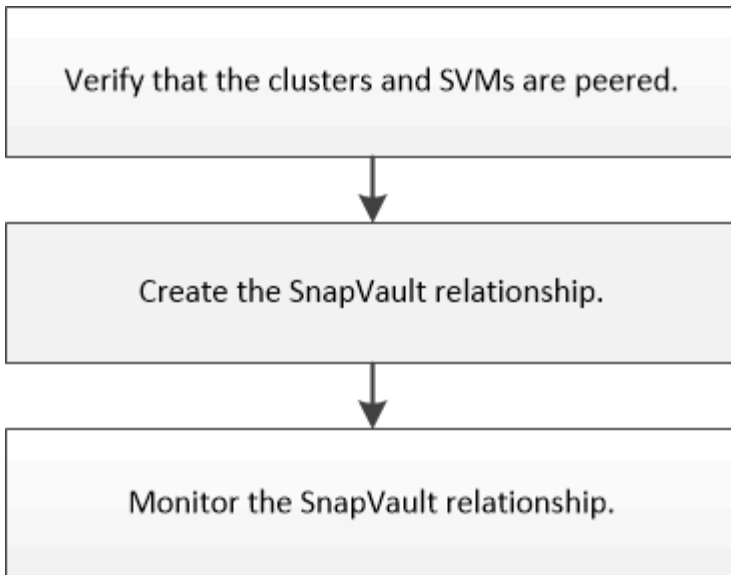 Verify that the clusters and SVMs are peered.
Create the SnapVault relationship.
Monitor the SnapVault relationship.